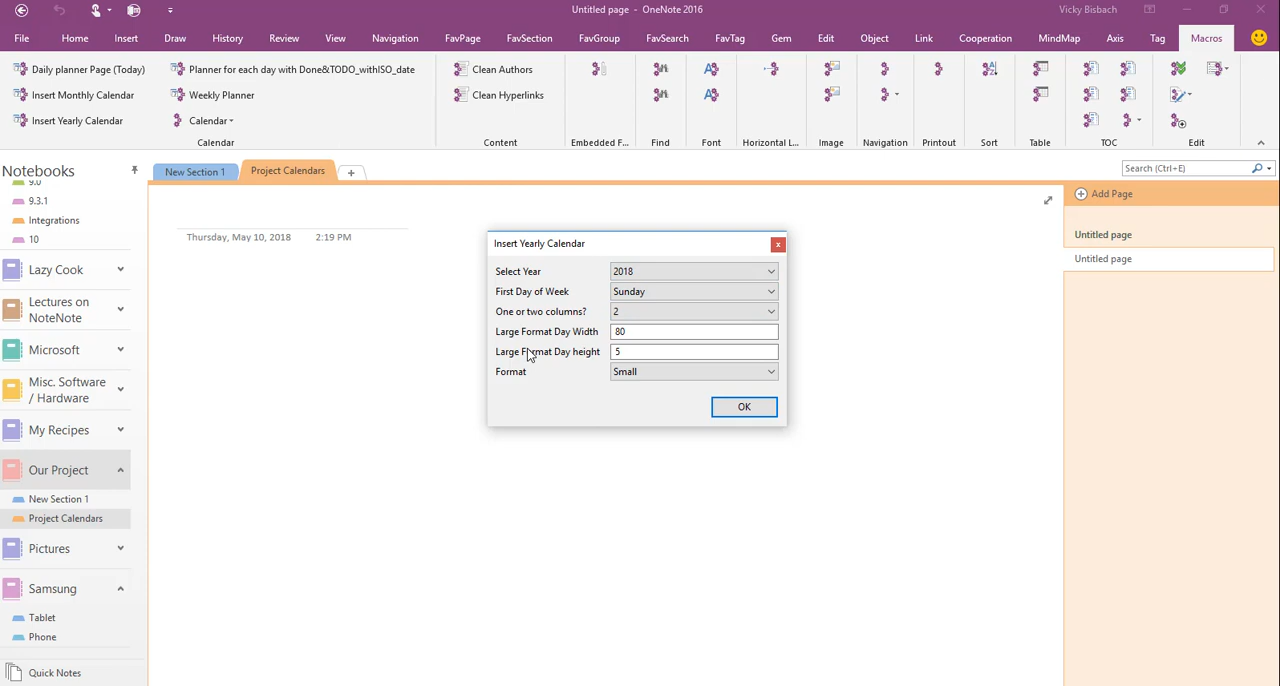 Untitled page - OneNote 2016
Vicky Bisbach
File Home Insert Draw History Review View Navigation FavPage FavSection FavGroup FavSearch FavTag Gem Edit Object Link Cooperation MindMap Axis Tag Macros
Daily planner Page (Today) Planner for each day with Done&TODO_withISO_date Clean Authors
Insert Monthly Calendar Weekly Planner Clean Hyperlinks
Insert Yearly Calendar Calendar
Calendar Content Embedded F... Find Font Horizontal L... Image Navigation Printout Sort Table TOC Edit
Notebooks
New Section 1 Project Calendars +
Search (Ctrl+E)
9.0
9.3.1
Integrations
10
Lazy Cook
Lectures on
NoteNote
Microsoft
Misc. Software
/ Hardware
My Recipes
Our Project
New Section 1
Project Calendars
Pictures
Samsung
Tablet
Phone
Quick Notes
Thursday, May 10, 2018 2:19 PM
Insert Yearly Calendar
x
Select Year 2018
First Day of Week Sunday
One or two columns? 2
Large Format Day Width 80
Large Format Day height 5
Format Small
OK
Add Page
Untitled page
Untitled page